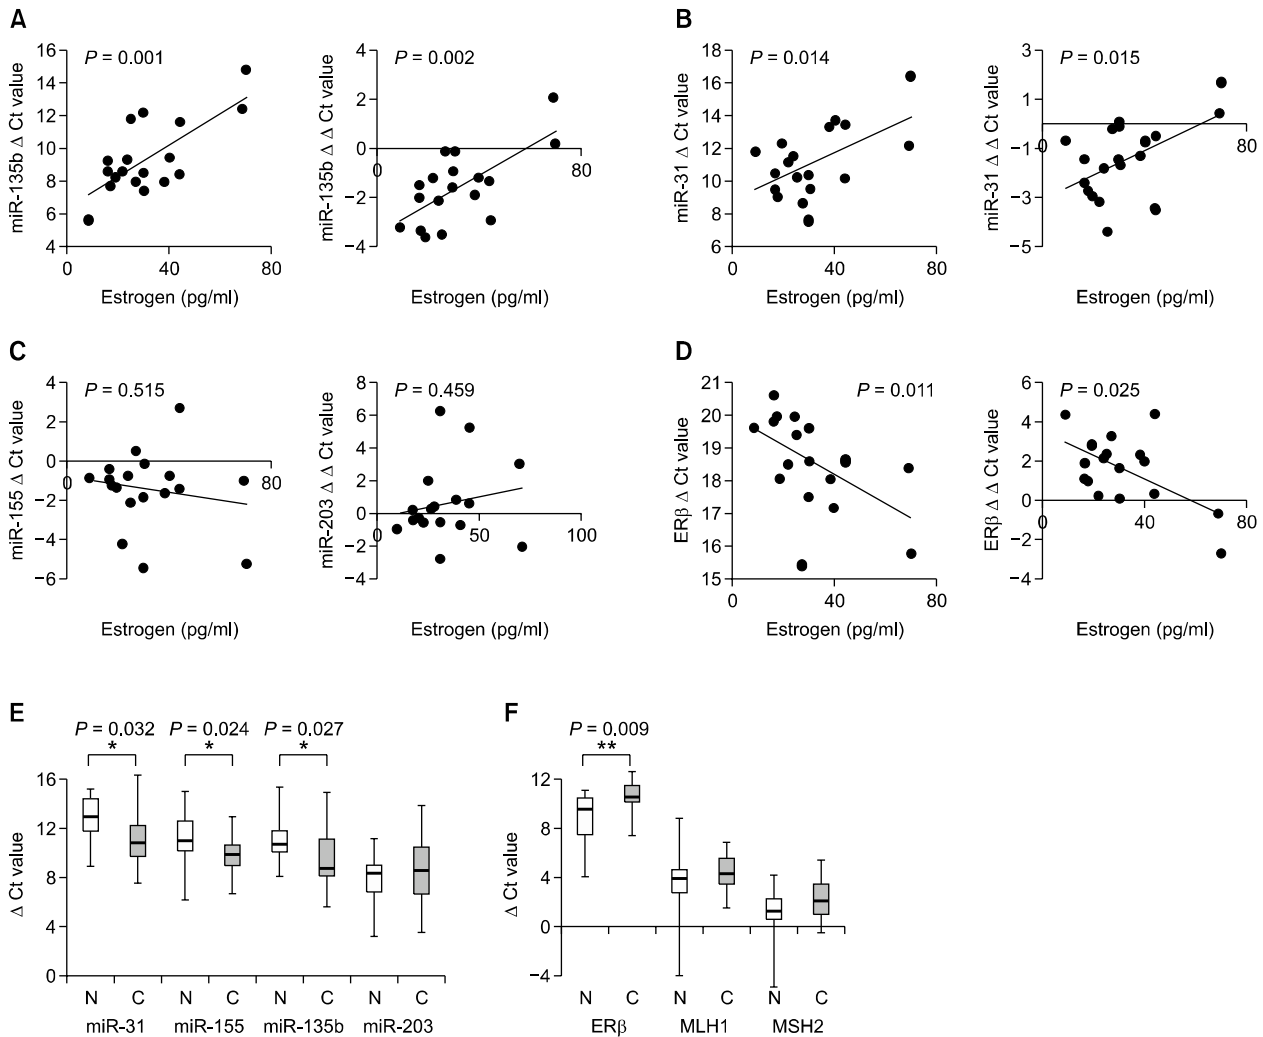 A
P = 0.001
miR-135b Δ Ct value
16
14
12
10
8
6
4
0
40
80
Estrogen (pg/ml)
P = 0.002
miR-135b Δ Δ Ct value
4
2
0
−2
−4
0
80
Estrogen (pg/ml)
B
P = 0.014
miR-31 Δ Ct value
18
16
14
12
10
8
6
0
40
80
Estrogen (pg/ml)
P = 0.015
miR-31 Δ Δ Ct value
3
1
−1
−3
−5
0
40
80
Estrogen (pg/ml)
C
P = 0.515
miR-155 Δ Ct value
4
2
0
−2
−4
−6
0
40
80
Estrogen (pg/ml)
P = 0.459
miR-203 Δ Δ Ct value
8
6
4
2
0
−2
−4
0
50
100
Estrogen (pg/ml)
D
P = 0.011
ERβ Δ Ct value
21
20
19
18
17
16
15
0
40
80
Estrogen (pg/ml)
P = 0.025
ERβ Δ Δ Ct value
6
4
2
0
−2
−4
0
40
80
Estrogen (pg/ml)
E
P = 0.032 P = 0.024 P = 0.027
* * *
Δ Ct value
16
12
8
4
0
N C N C N C N C
miR-31 miR-155 miR-135b miR-203
F
P = 0.009
**
Δ Ct value
12
8
4
0
−4
N C N C N C
ERβ MLH1 MSH2